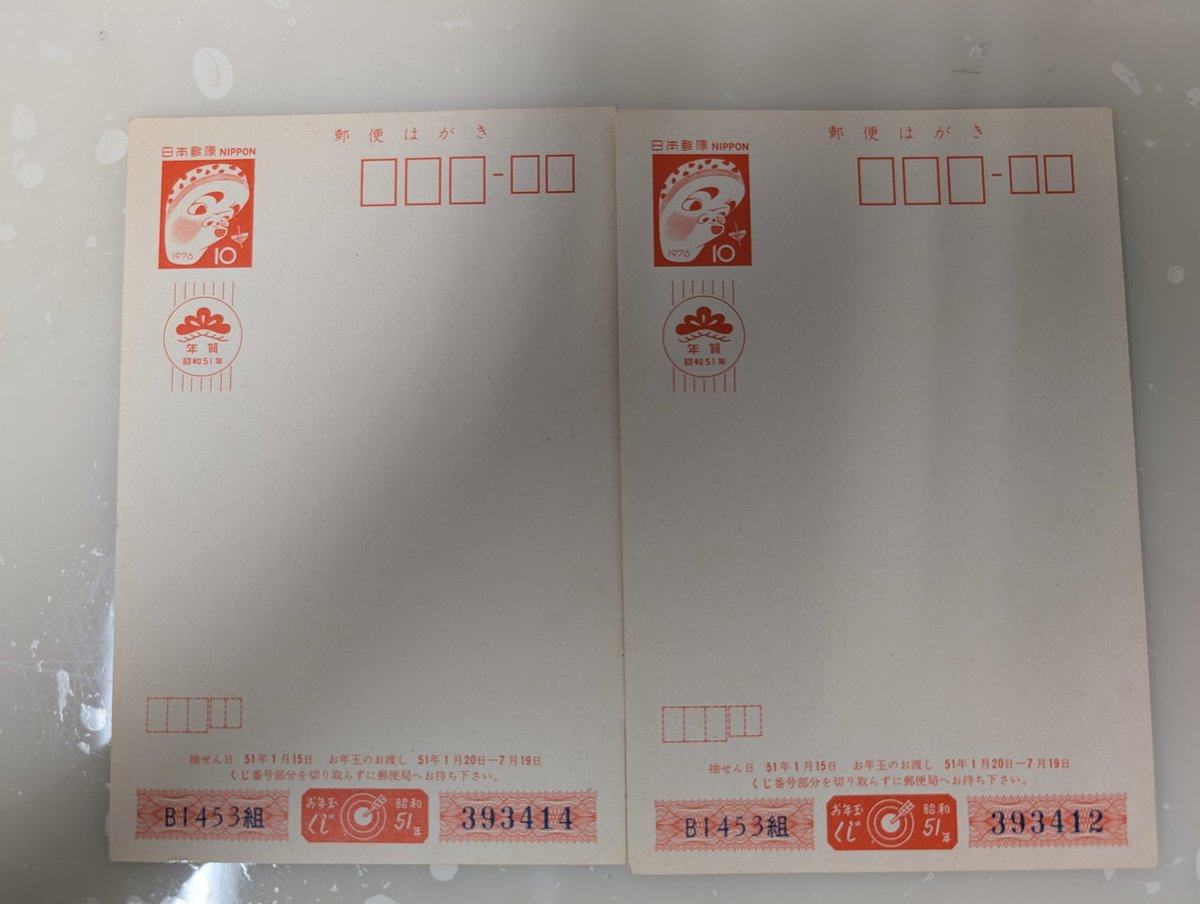 郵便はがき
日本郵便 NIPPON
1976 10
年賀
昭和51年
抽せん日 51年1月15日 お年玉のお渡し 51年1月20日―7月19日
くじ番号部分を切り取らずに郵便局へお持ち下さい。
B1453組 お年玉くじ 昭和51年 393414
郵便はがき
日本郵便 NIPPON
1976 10
年賀
昭和51年
抽せん日 51年1月15日 お年玉のお渡し 51年1月20日―7月19日
くじ番号部分を切り取らずに郵便局へお持ち下さい。
B1453組 お年玉くじ 昭和51年 393412